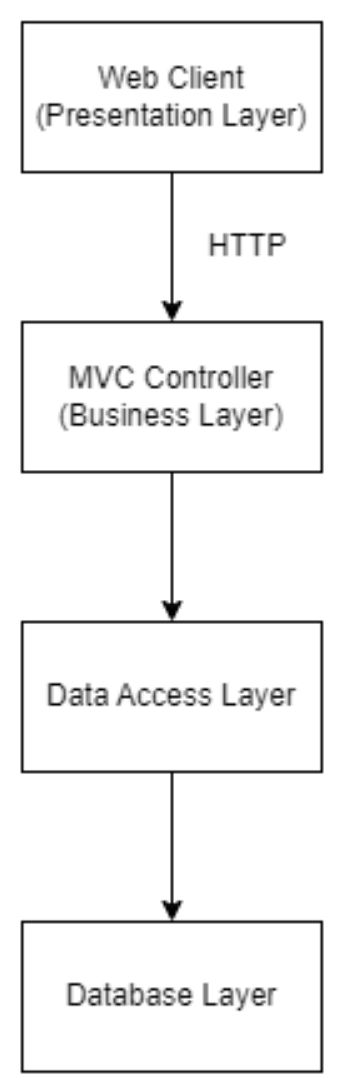 Web Client
(Presentation Layer)
HTTP
MVC Controller
(Business Layer)
Data Access Layer
Database Layer